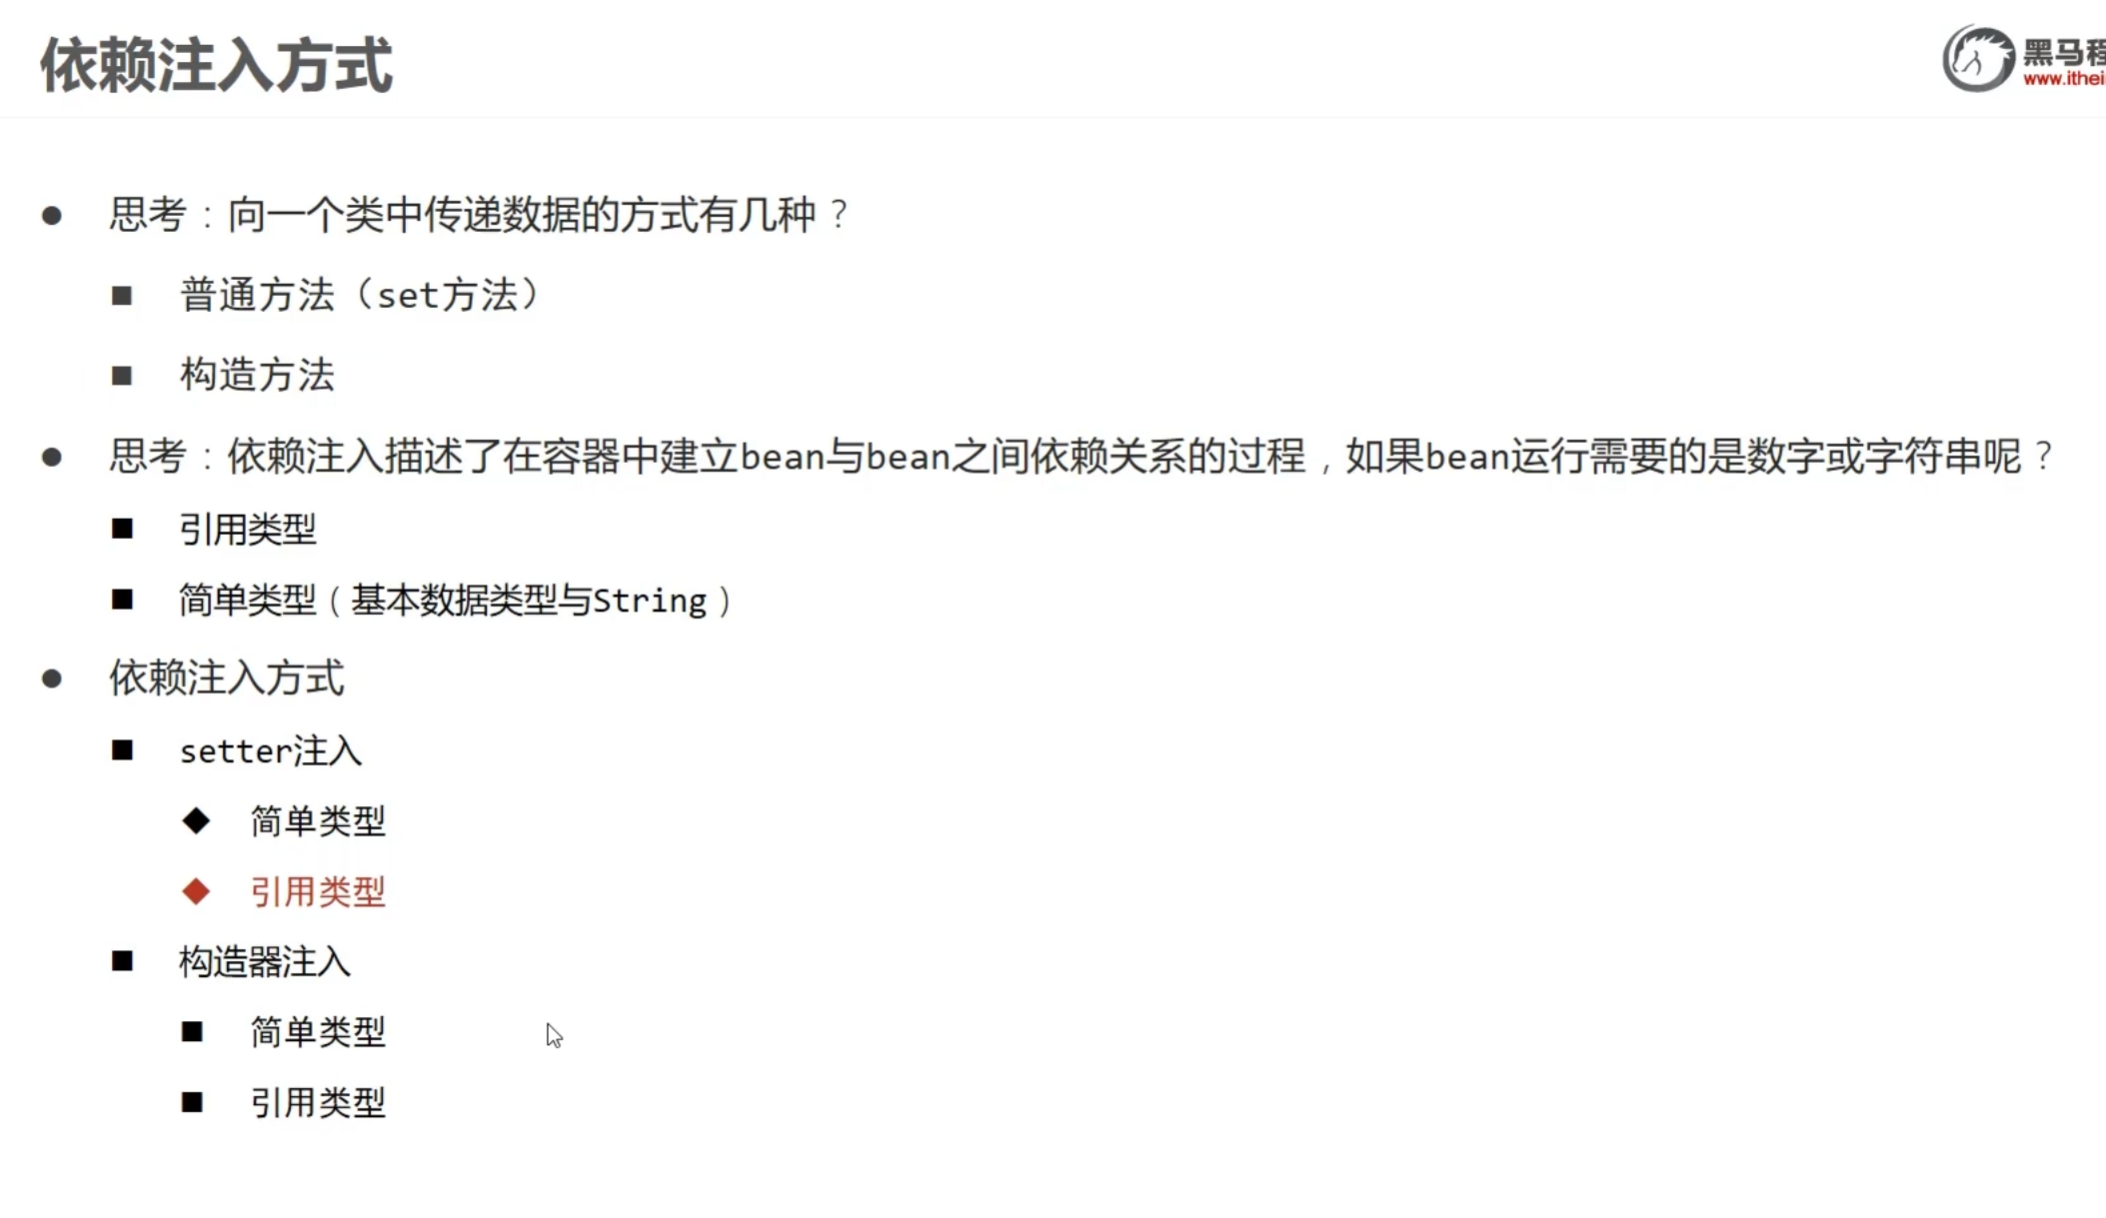 依赖注入方式
黑马程
www.ithei
思考：向一个类中传递数据的方式有几种？
普通方法（set方法）
构造方法
思考：依赖注入描述了在容器中建立bean与bean之间依赖关系的过程，如果bean运行需要的是数字或字符串呢？
引用类型
简单类型（基本数据类型与String）
依赖注入方式
setter注入
简单类型
引用类型
构造器注入
简单类型
引用类型